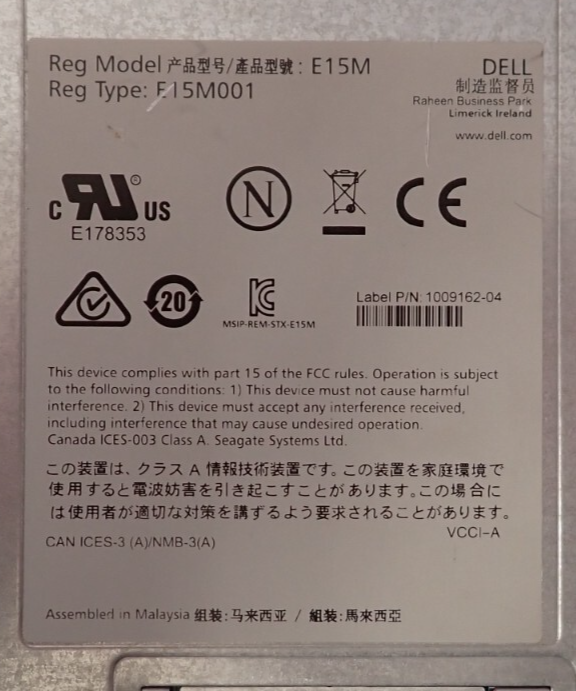 Reg Model 产品型号/產品型號: E15M
Reg Type: E15M001
DELL
制造监督员
Raheen Business Park
Limerick Ireland
www.dell.com
C RU ® US
E178353
N
CE
20
KC
MSIP-REM-STX-E15M
Label P/N: 1009162-04
This device complies with part 15 of the FCC rules. Operation is subject
to the following conditions: 1) This device must not cause harmful
interference. 2) This device must accept any interference received,
including interference that may cause undesired operation.
Canada ICES-003 Class A. Seagate Systems Ltd.
この装置は、クラス A 情報技術装置です。この装置を家庭環境で
使用すると電波妨害を引き起こすことがあります。この場合に
は使用者が適切な対策を講ずるよう要求されることがあります。
VCCI-A
CAN ICES-3 (A)/NMB-3(A)
Assembled in Malaysia 组装:马来西亚 / 組裝:馬來西亞